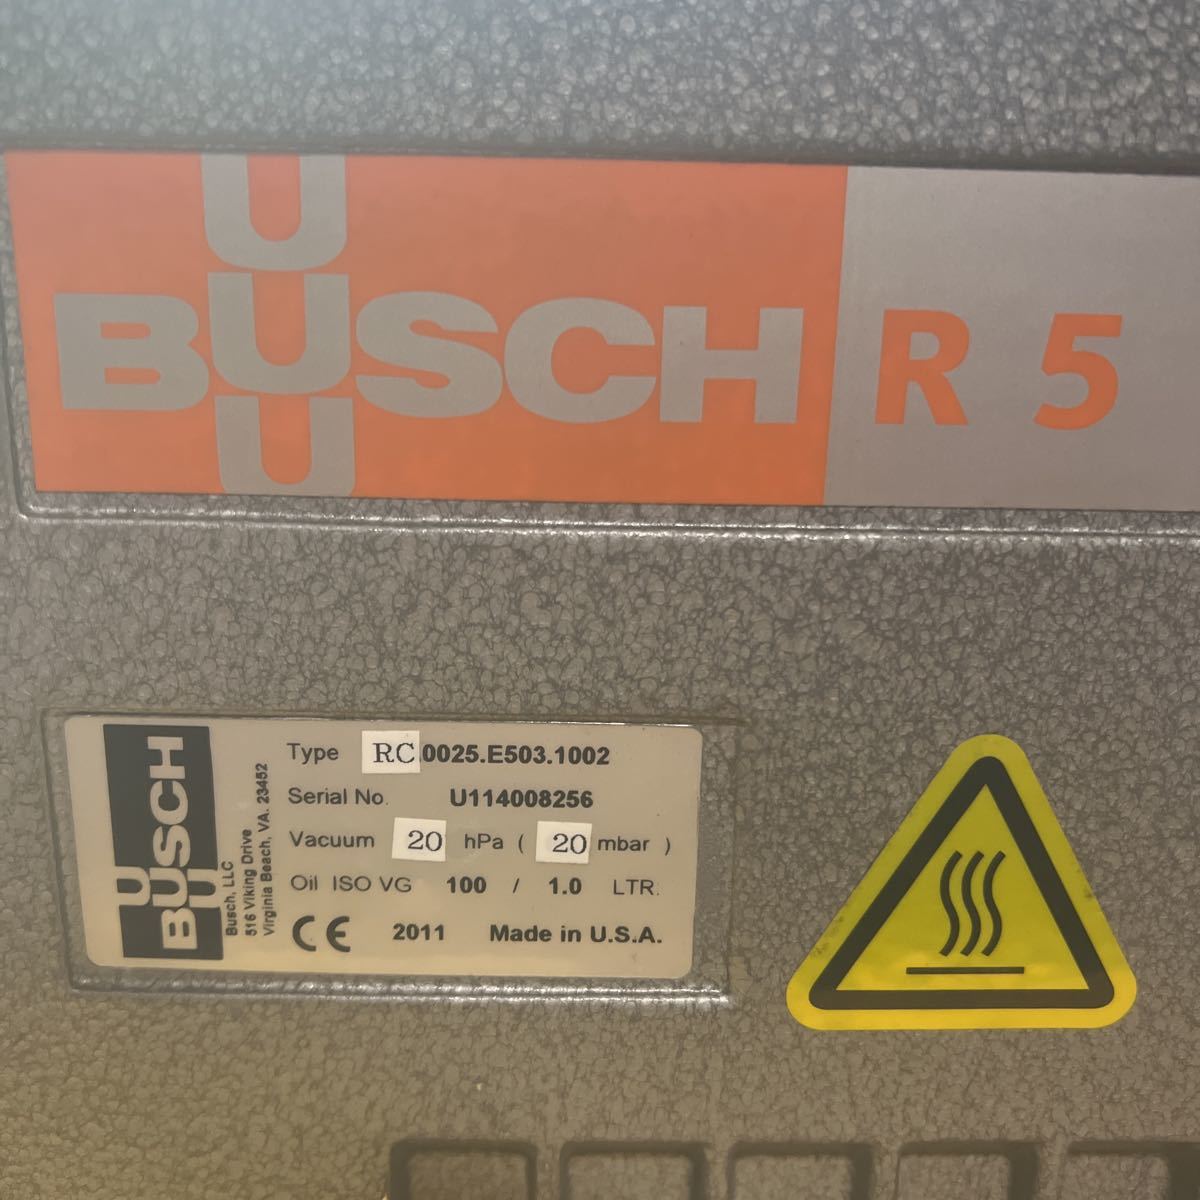 BUSCH R 5
U
U
BUSCH
U
U
Busch, LLC
516 Viking Drive
Virginia Beach, VA. 23452
Type RC.0025.E503.1002
Serial No. U114008256
Vacuum 20 hPa ( 20 mbar )
Oil ISO VG 100 / 1.0 LTR.
CE 2011 Made in U.S.A.